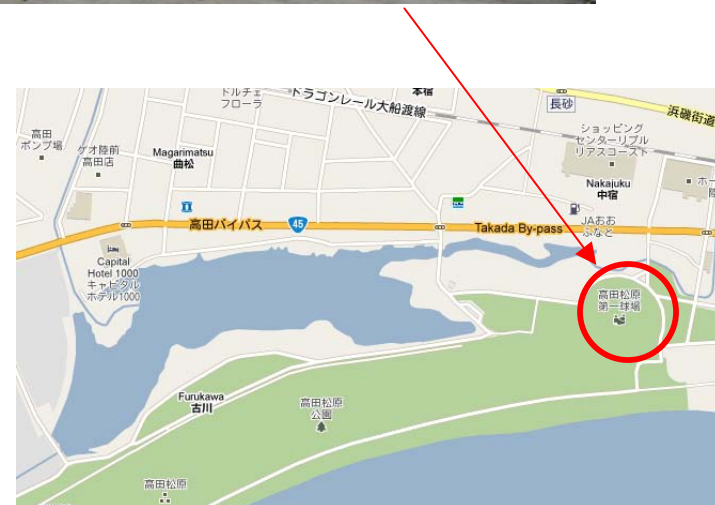 ドルチェ
フローラ
ドラゴンレール大船渡線
本宿
長砂
浜磯街道
高田
ポンプ場
ケオ陸前
高田店
Magarimatsu
曲松
ショッピング
センターリプル
リアスコースト
Nakajuku
中宿
ホー
JAおお
ふなと
高田バイパス
45
Takada By-pass
Capital
Hotel 1000
キャピタル
ホテル1000
高田松原
第一球場
Furukawa
古川
高田松原
公園
高田松原